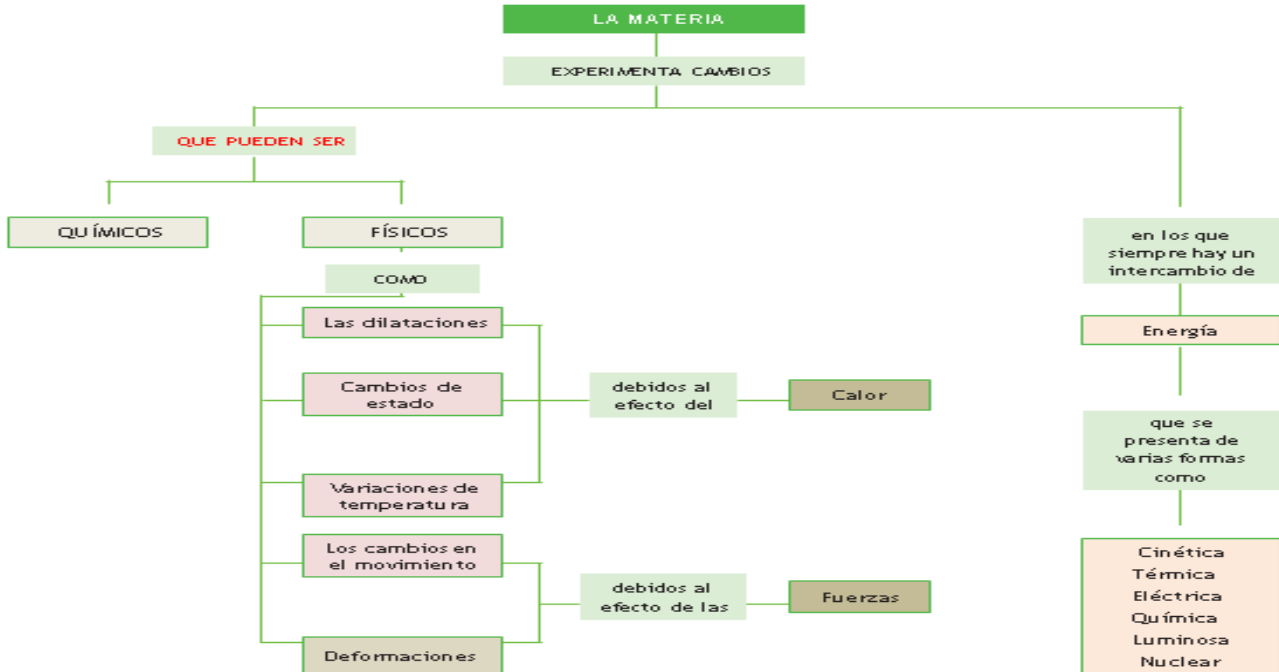 LA MATERIA
EXPERIMENTA CAMBIOS
QUE PUEDEN SER
QUÍMICOS
FÍSICOS
COMO
Las dilataciones
Cambios de
estado
Variaciones de
temperatura
debidos al
efecto del
Calor
Los cambios en
el movimiento
Deformaciones
debidos al
efecto de las
Fuerzas
en los que
siempre hay un
intercambio de
Energía
que se
presenta de
varias formas
como
Cinética
Térmica
Eléctrica
Química
Luminosa
Nuclear